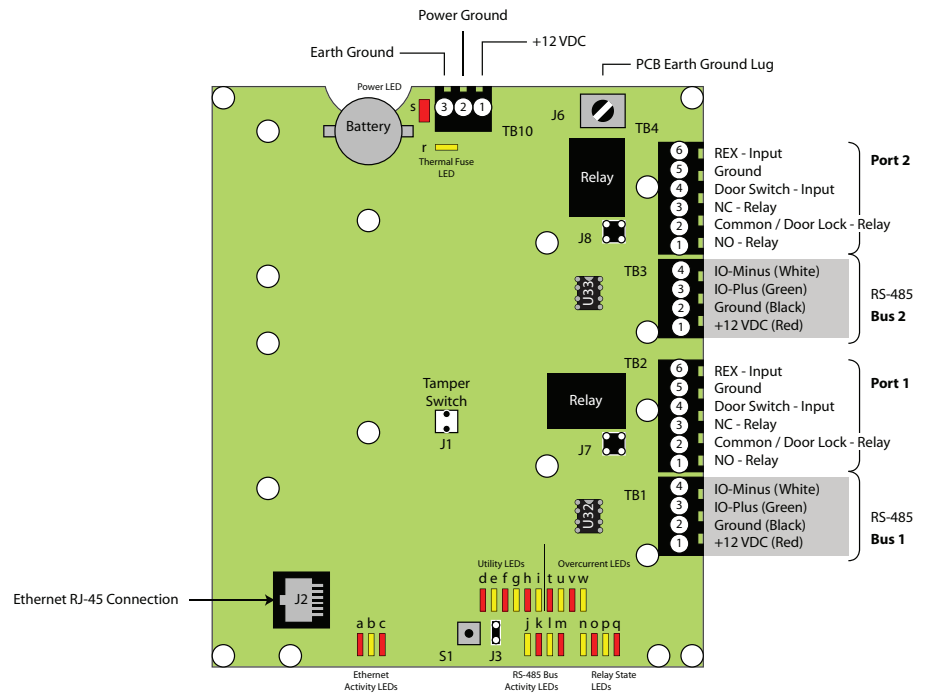 Power Ground
+12 VDC
Earth Ground
PCB Earth Ground Lug
Power LED
s
3 2 1
J6
Battery
TB10
TB4
r
Thermal Fuse
LED
Relay
J8
6 REX - Input
5 Ground
4 Door Switch - Input
3 NC - Relay
2 Common / Door Lock - Relay
1 NO - Relay
Port 2
TB3
U33
4 IO-Minus (White)
3 IO-Plus (Green)
2 Ground (Black)
1 +12 VDC (Red)
RS-485
Bus 2
TB2
Tamper
Switch
J1
Relay
J7
6 REX - Input
5 Ground
4 Door Switch - Input
3 NC - Relay
2 Common / Door Lock - Relay
1 NO - Relay
Port 1
TB1
U32
4 IO-Minus (White)
3 IO-Plus (Green)
2 Ground (Black)
1 +12 VDC (Red)
RS-485
Bus 1
Utility LEDs
Overcurrent LEDs
d e f g h i t u v w
Ethernet RJ-45 Connection
J2
a b c
S1
J3
j k l m
n o p q
Ethernet
Activity LEDs
RS-485 Bus
Activity LEDs
Relay State
LEDs